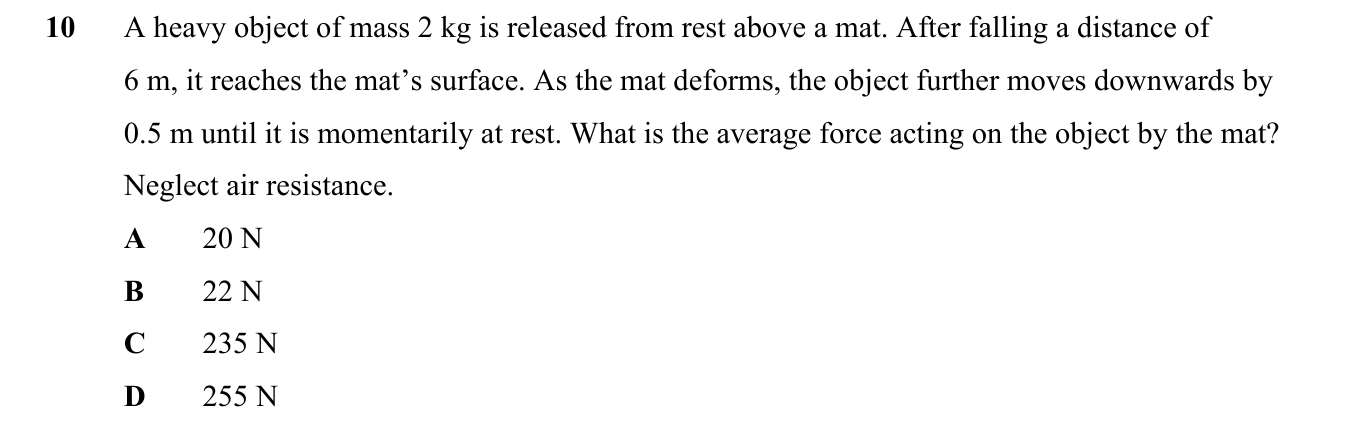 10 A heavy object of mass 2 kg is released from rest above a mat. After falling a distance of
6 m, it reaches the mat’s surface. As the mat deforms, the object further moves downwards by
0.5 m until it is momentarily at rest. What is the average force acting on the object by the mat?
Neglect air resistance.
A 20 N
B 22 N
C 235 N
D 255 N